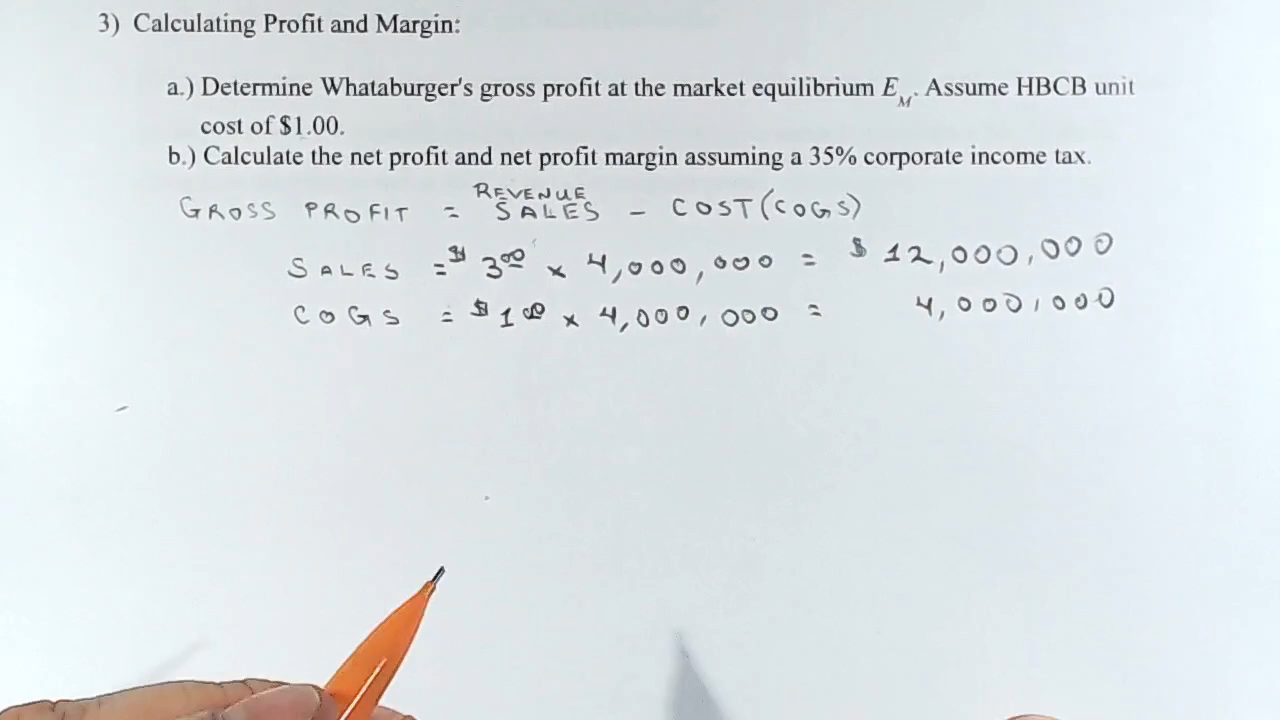 3) Calculating Profit and Margin:
a.) Determine Whataburger's gross profit at the market equilibrium E_M. Assume HBCB unit
cost of $1.00.
b.) Calculate the net profit and net profit margin assuming a 35% corporate income tax.
REVENUE
GROSS PROFIT = SALES - COST (COGS)
SALES = $3.00 x 4,000,000 = $12,000,000
COGS = $1.00 x 4,000,000 = 4,000,000